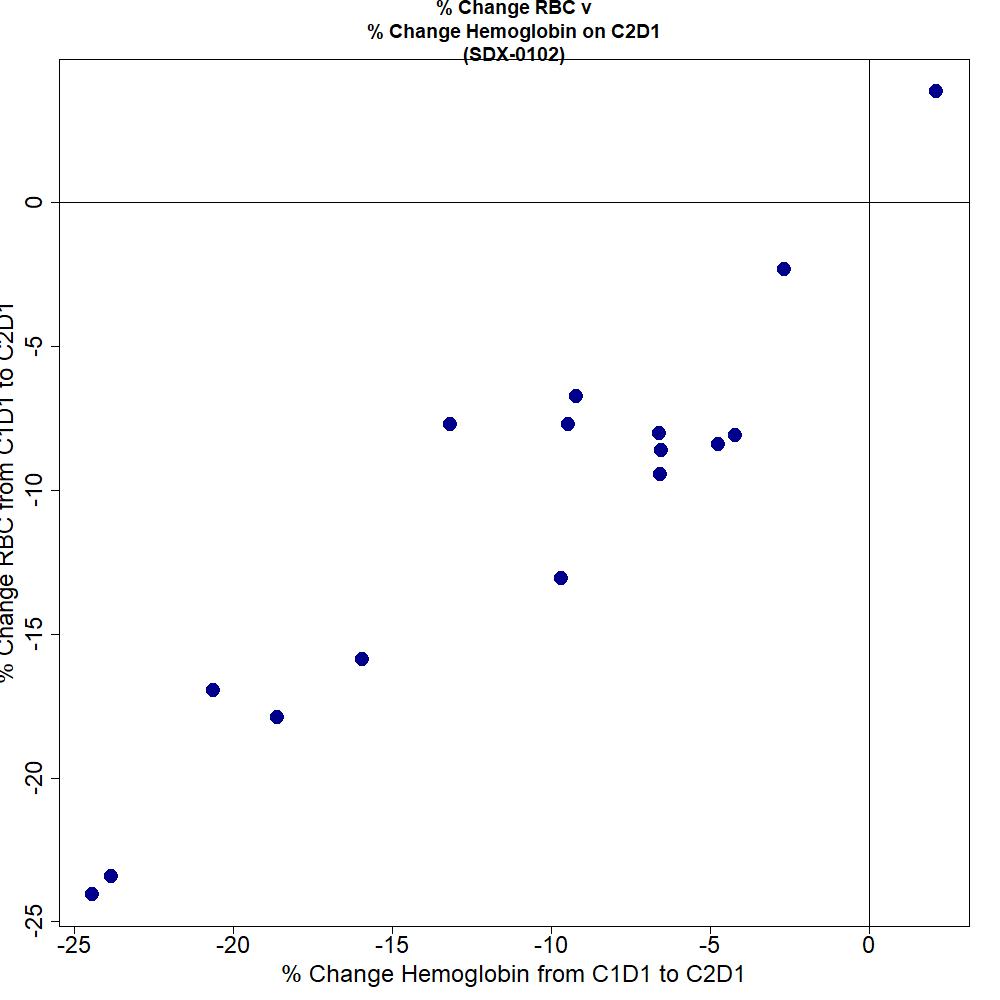 % Change RBC v
% Change Hemoglobin on C2D1
(SDX-0102)
% Change RBC from C1D1 to C2D1
0
-5
-10
-15
-20
-25
-25
-20
-15
-10
-5
0
% Change Hemoglobin from C1D1 to C2D1